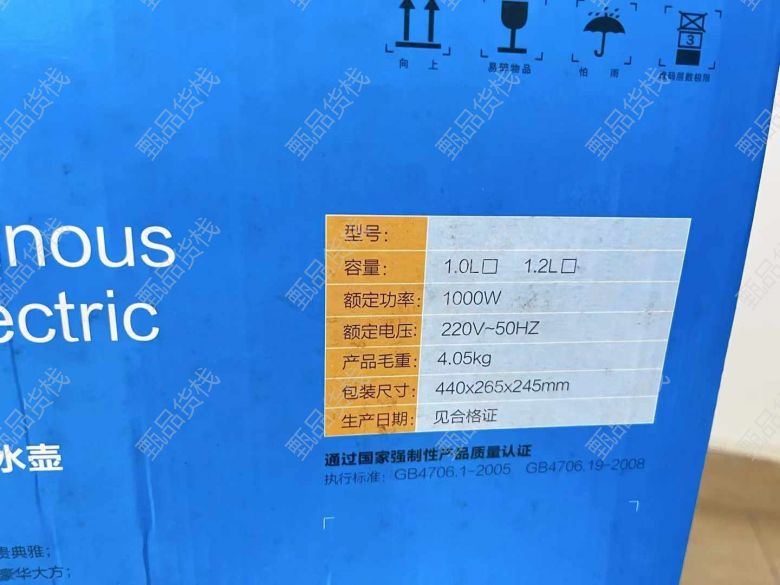 3
向 上
易碎物品
怕 雨
堆码层数极限
nous
ectric
型号：
容量： 1.0L□ 1.2L□
额定功率： 1000W
额定电压： 220V~50HZ
产品毛重： 4.05kg
包装尺寸： 440x265x245mm
生产日期： 见合格证
水壶
通过国家强制性产品质量认证
执行标准：GB4706.1-2005 GB4706.19-2008
贵典雅；
豪华大方；
甄品货栈